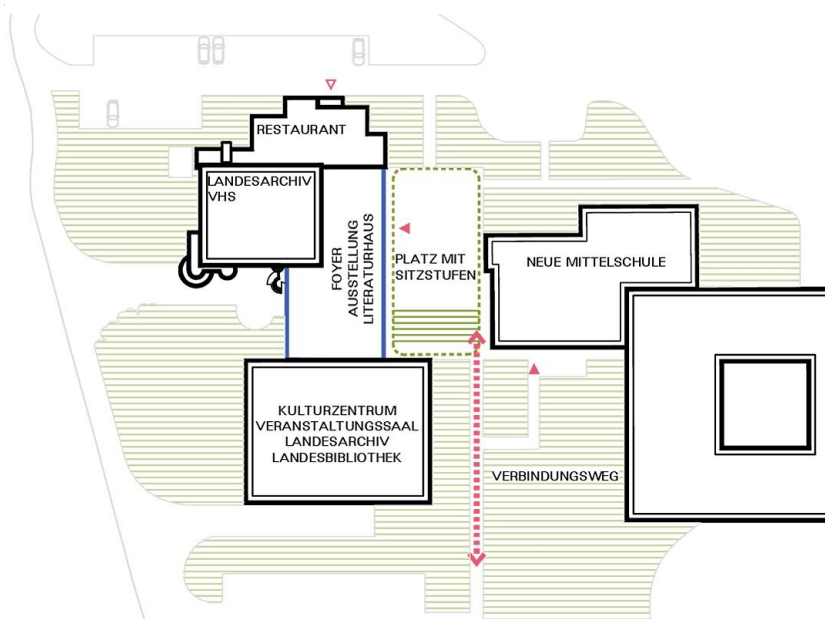 RESTAURANT
LANDESARCHIV
VHS
FOYER
AUSSTELLUNG
LITERATURHAUS
PLATZ MIT
SITZSTUFEN
NEUE MITTELSCHULE
KULTURZENTRUM
VERANSTALTUNGSSAAL
LANDESARCHIV
LANDESBIBLIOTHEK
VERBINDUNGSWEG